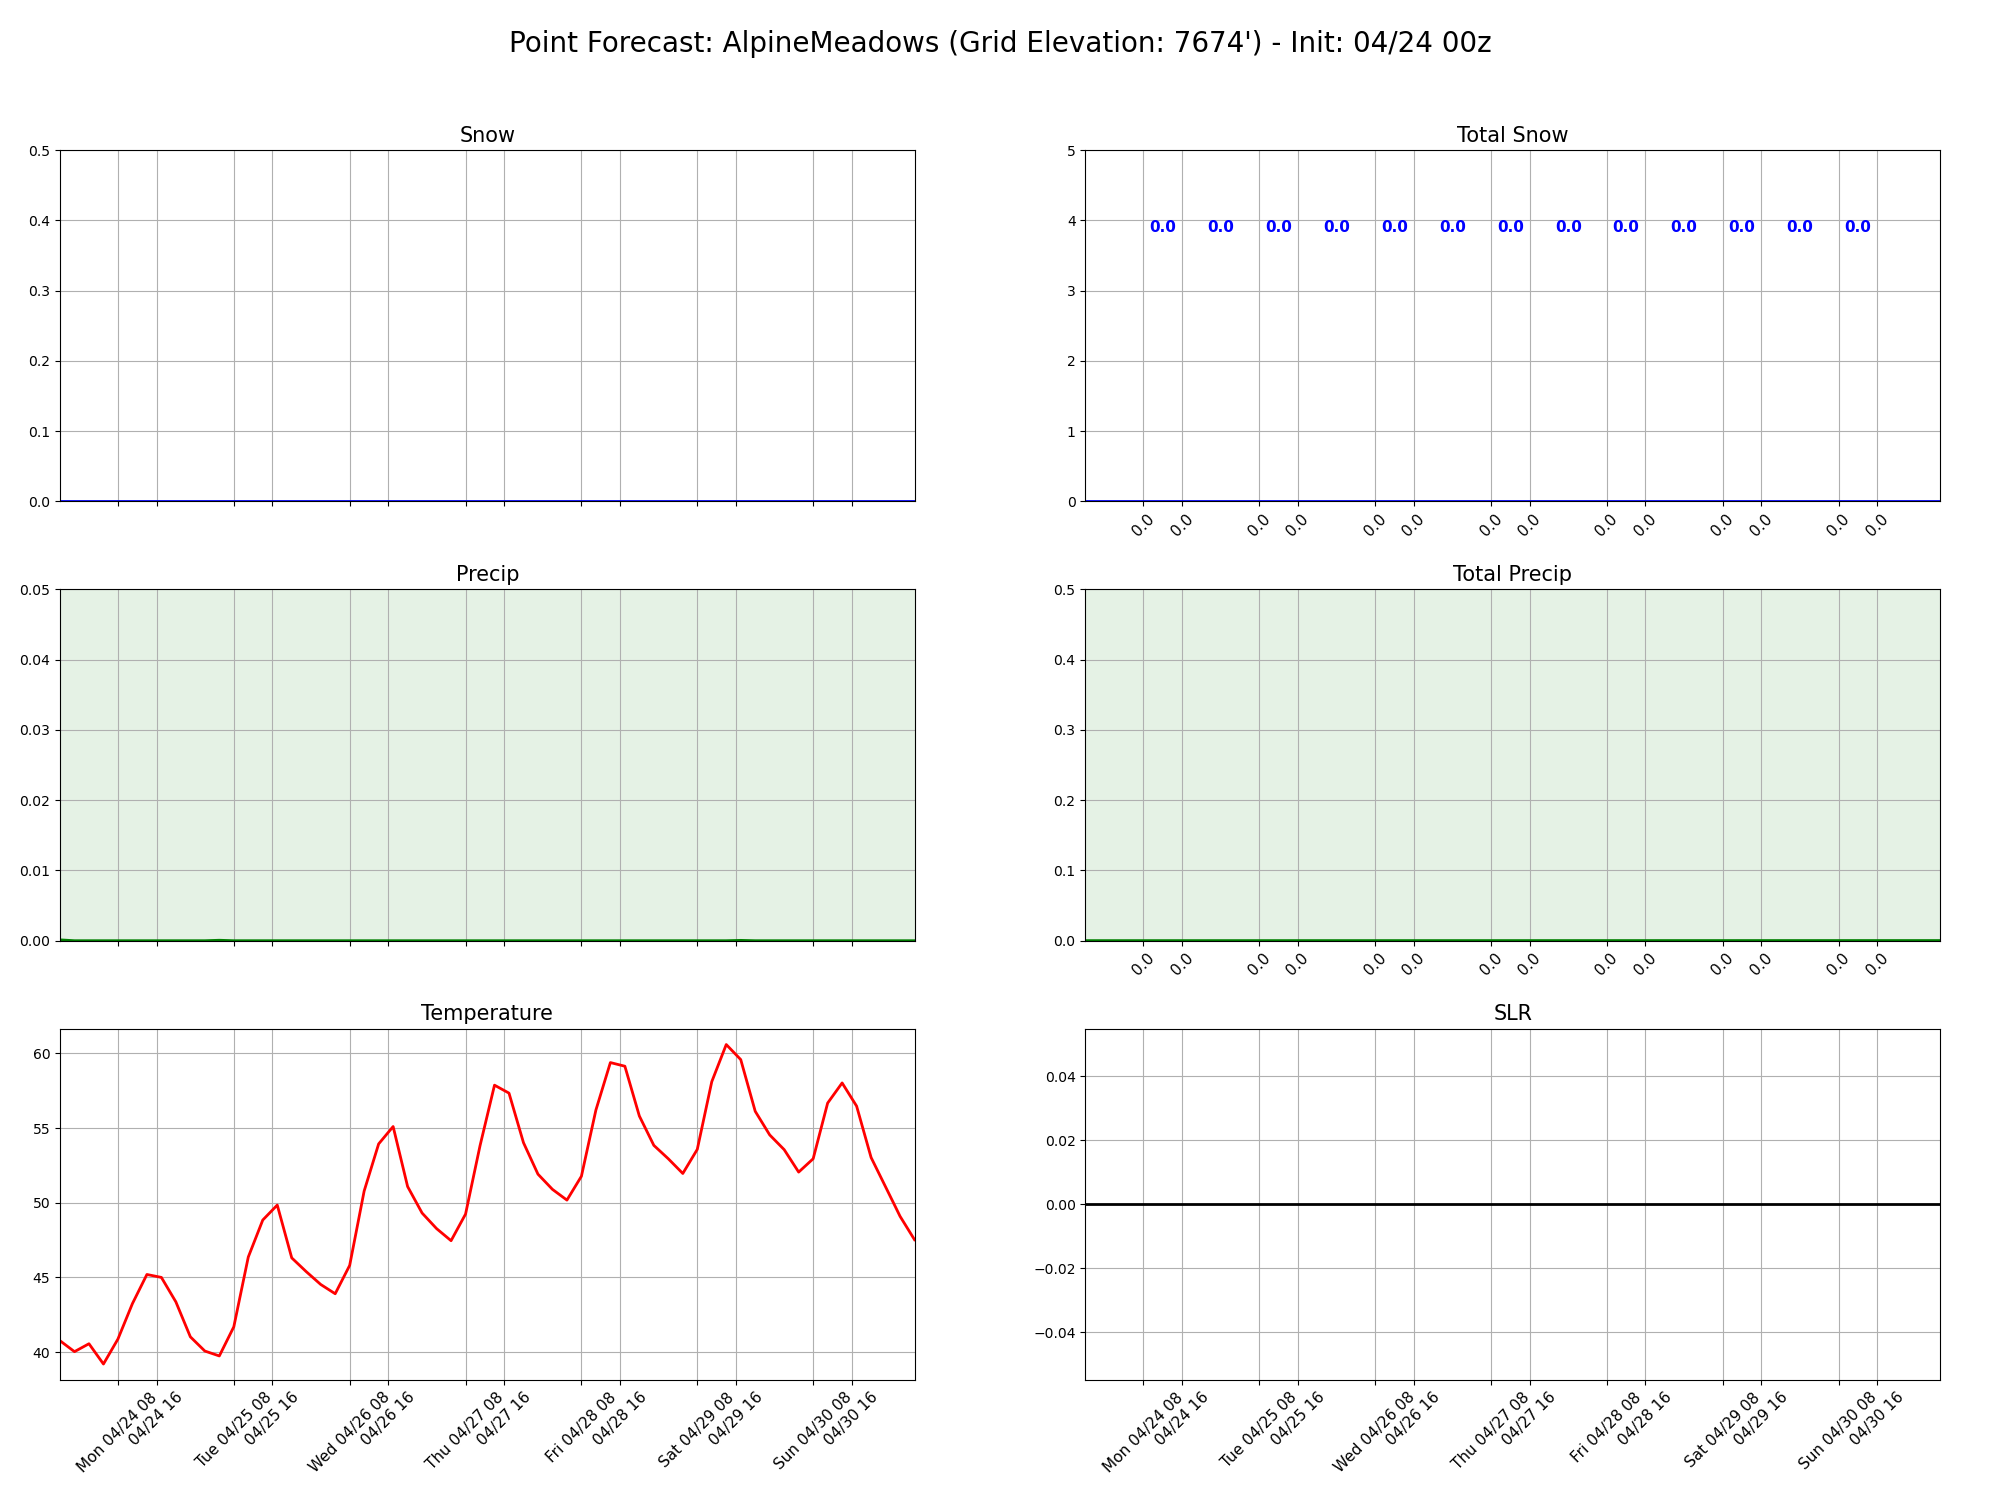 Point Forecast: AlpineMeadows (Grid Elevation: 7674') - Init: 04/24 00z
Snow
0.5
0.4
0.3
0.2
0.1
0.0
Total Snow
5
4
3
2
1
0
0.0 0.0 0.0 0.0 0.0 0.0 0.0 0.0 0.0 0.0 0.0 0.0 0.0
0.0 0.0 0.0 0.0 0.0 0.0 0.0 0.0 0.0 0.0 0.0 0.0 0.0 0.0
Precip
0.05
0.04
0.03
0.02
0.01
0.00
Total Precip
0.5
0.4
0.3
0.2
0.1
0.0
0.0 0.0 0.0 0.0 0.0 0.0 0.0 0.0 0.0 0.0 0.0 0.0 0.0 0.0
Temperature
60
55
50
45
40
Mon 04/24 08
04/24 16
Tue 04/25 08
04/25 16
Wed 04/26 08
04/26 16
Thu 04/27 08
04/27 16
Fri 04/28 08
04/28 16
Sat 04/29 08
04/29 16
Sun 04/30 08
04/30 16
SLR
0.04
0.02
0.00
−0.02
−0.04
Mon 04/24 08
04/24 16
Tue 04/25 08
04/25 16
Wed 04/26 08
04/26 16
Thu 04/27 08
04/27 16
Fri 04/28 08
04/28 16
Sat 04/29 08
04/29 16
Sun 04/30 08
04/30 16